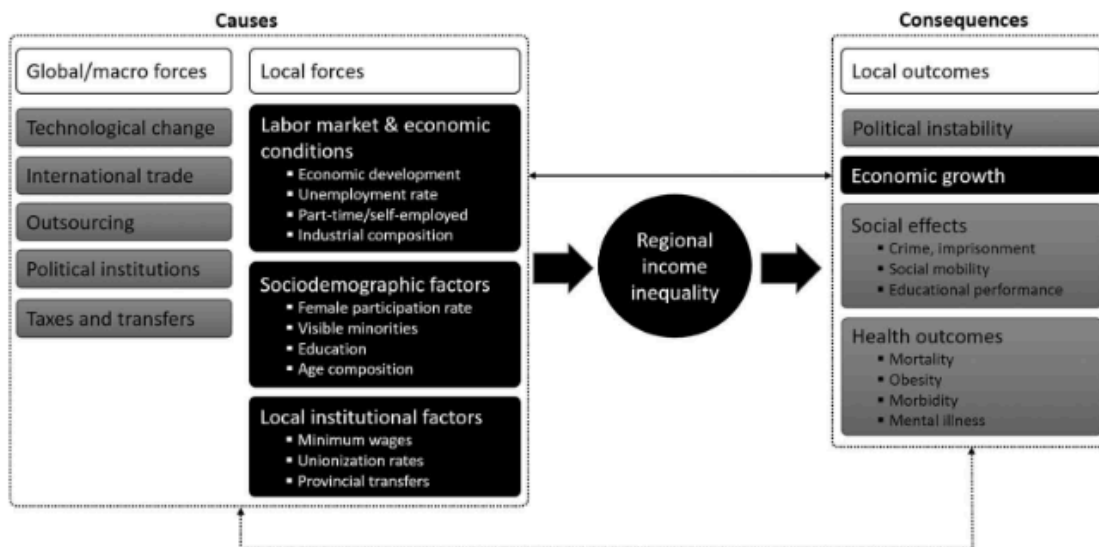 Causes
Global/macro forces
Technological change
International trade
Outsourcing
Political institutions
Taxes and transfers
Local forces
Labor market & economic
conditions
▪ Economic development
▪ Unemployment rate
▪ Part-time/self-employed
▪ Industrial composition
Sociodemographic factors
▪ Female participation rate
▪ Visible minorities
▪ Education
▪ Age composition
Local institutional factors
▪ Minimum wages
▪ Unionization rates
▪ Provincial transfers
Regional
income
inequality
Consequences
Local outcomes
Political instability
Economic growth
Social effects
▪ Crime, imprisonment
▪ Social mobility
▪ Educational performance
Health outcomes
▪ Mortality
▪ Obesity
▪ Morbidity
▪ Mental illness